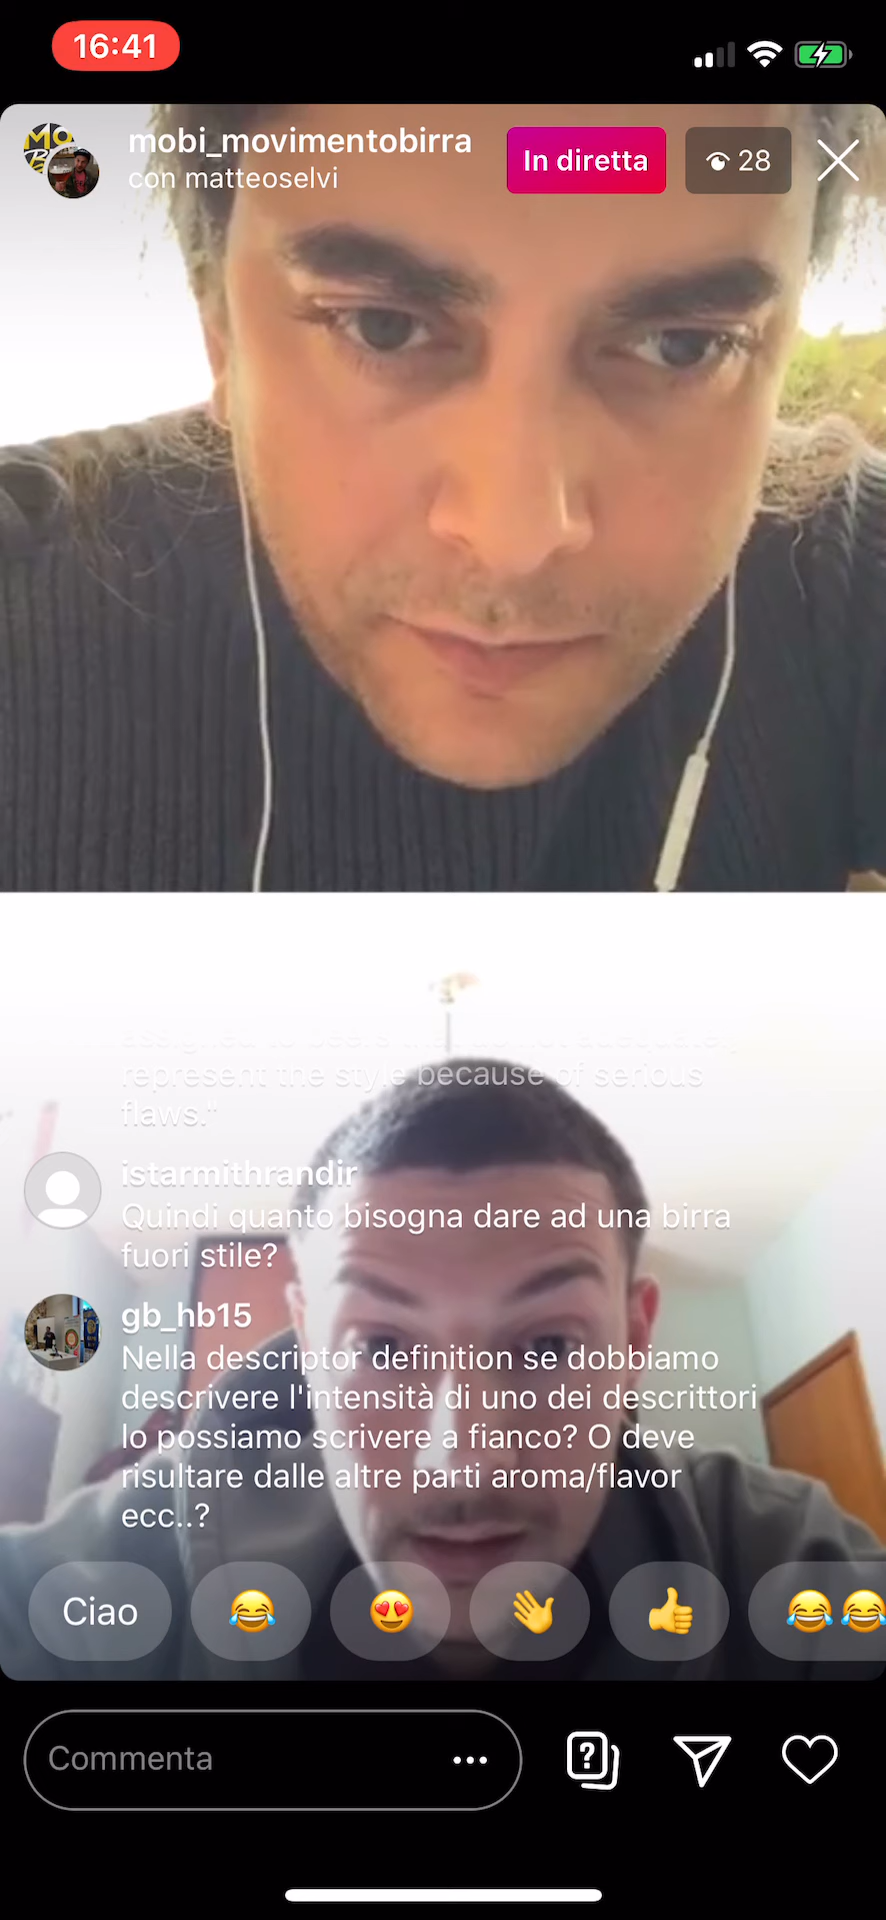 16:41
mobi_movimentobirra
con matteoselvi
In diretta
28
represent the style because of serious
flaws."
istarmithrandir
Quindi quanto bisogna dare ad una birra
fuori stile?
gb_hb15
Nella descriptor definition se dobbiamo
descrivere l'intensità di uno dei descrittori
lo possiamo scrivere a fianco? O deve
risultare dalle altre parti aroma/flavor
ecc..?
Ciao
Commenta